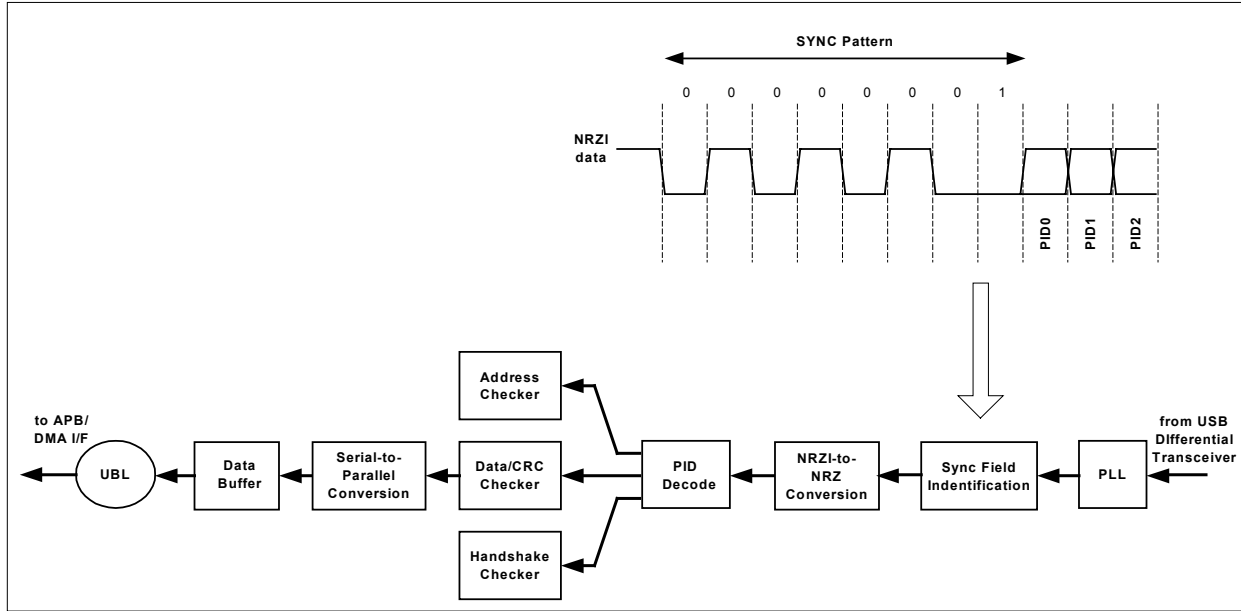 SYNC Pattern
0 0 0 0 0 0 0 1
NRZI
data
PID0
PID1
PID2
Address
Checker
to APB/
DMA I/F
UBL
Data
Buffer
Serial-to-
Parallel
Conversion
Data/CRC
Checker
PID
Decode
NRZI-to-
NRZ
Conversion
Sync Field
Indentification
PLL
from USB
DIfferential
Transceiver
Handshake
Checker